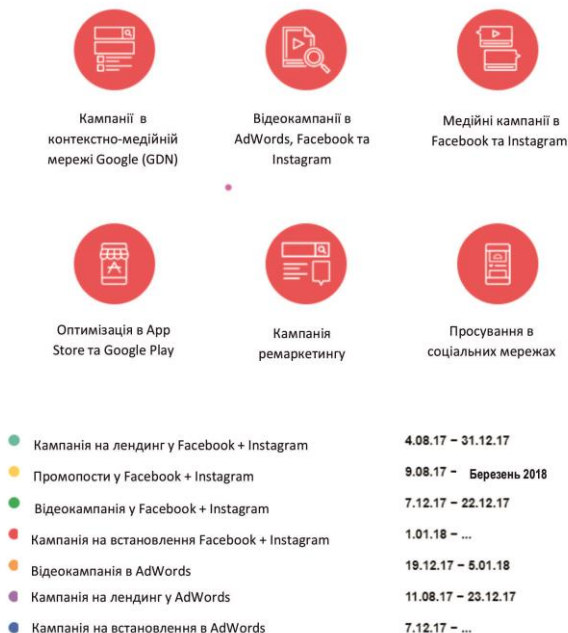 Кампанії в
контекстно-медійній
мережі Google (GDN)
Відеокампанії в
AdWords, Facebook та
Instagram
Медійні кампанії в
Facebook та Instagram
Оптимізація в App
Store та Google Play
Кампанія
ремаркетингу
Просування в
соціальних мережах
Кампанія на лендинг у Facebook + Instagram 4.08.17 – 31.12.17
Промопости у Facebook + Instagram 9.08.17 – Березень 2018
Відеокампанія у Facebook + Instagram 7.12.17 – 22.12.17
Кампанія на встановлення Facebook + Instagram 1.01.18 – ...
Відеокампанія в AdWords 19.12.17 – 5.01.18
Кампанія на лендинг у AdWords 11.08.17 – 23.12.17
Кампанія на встановлення в AdWords 7.12.17 – ...